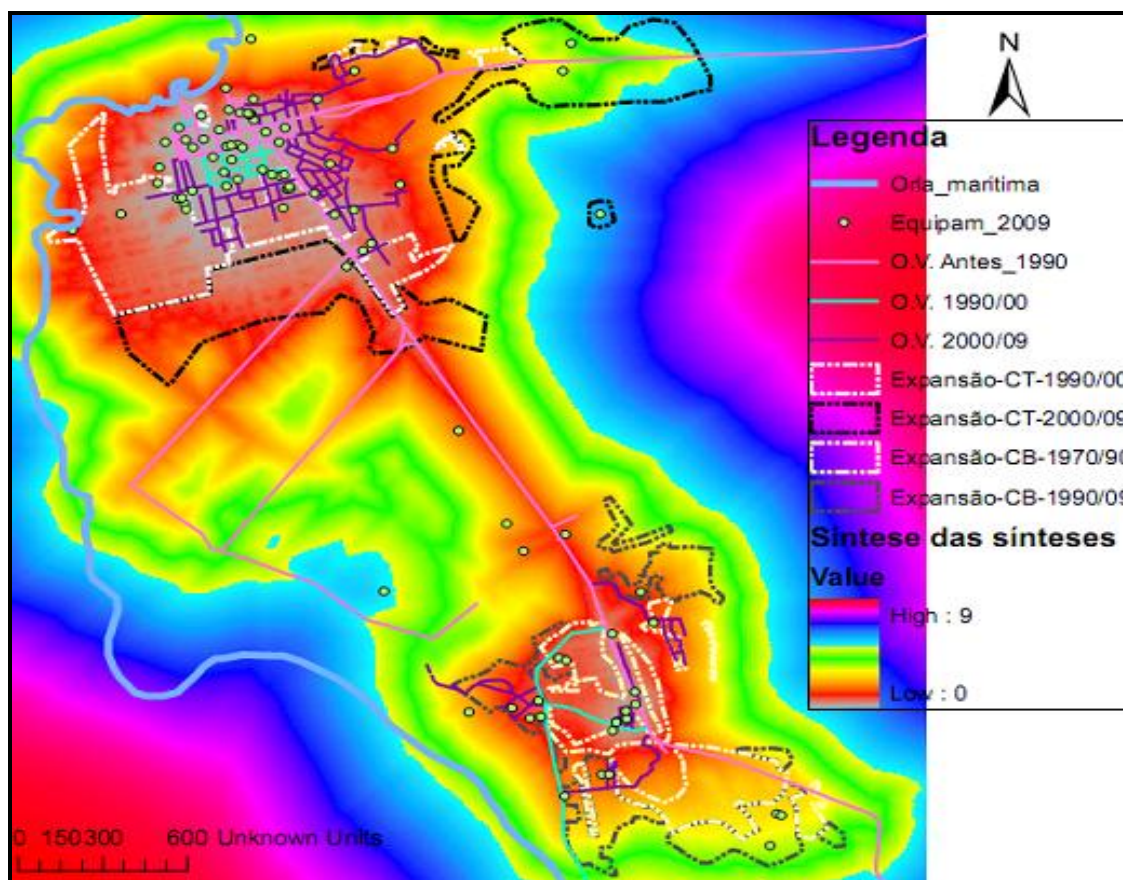 N
Legenda
Orla_maritima
Equipam_2009
O.V. Antes_1990
O.V. 1990/00
O.V. 2000/09
Expansão-CT-1990/00
Expansão-CT-2000/09
Expansão-CB-1970/90
Expansão-CB-1990/09
Síntese das sínteses
Value
High : 9
Low : 0
0 150300 600 Unknown Units